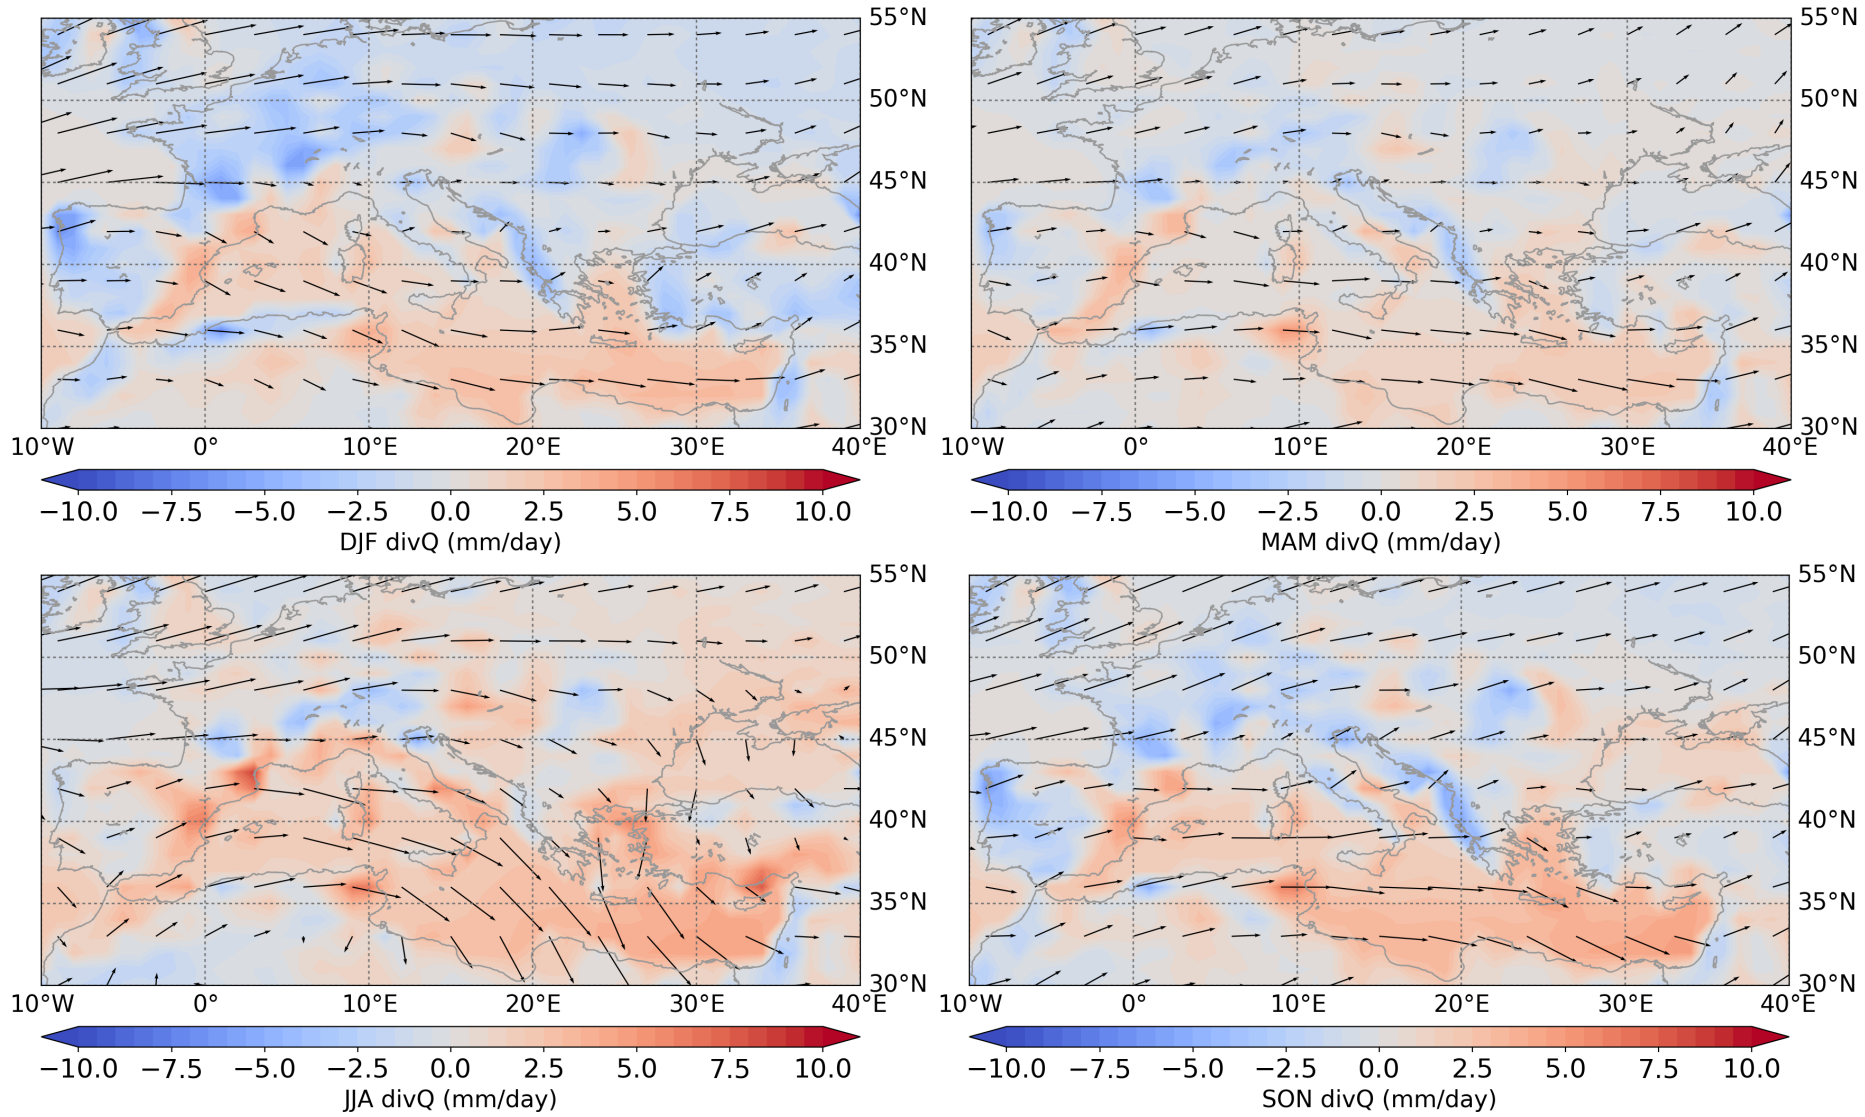 55°N
50°N
45°N
40°N
35°N
30°N
10°W 0° 10°E 20°E 30°E 40°E
−10.0 −7.5 −5.0 −2.5 0.0 2.5 5.0 7.5 10.0
DJF divQ (mm/day)
55°N
50°N
45°N
40°N
35°N
30°N
10°W 0° 10°E 20°E 30°E 40°E
−10.0 −7.5 −5.0 −2.5 0.0 2.5 5.0 7.5 10.0
MAM divQ (mm/day)
55°N
50°N
45°N
40°N
35°N
30°N
10°W 0° 10°E 20°E 30°E 40°E
−10.0 −7.5 −5.0 −2.5 0.0 2.5 5.0 7.5 10.0
JJA divQ (mm/day)
55°N
50°N
45°N
40°N
35°N
30°N
10°W 0° 10°E 20°E 30°E 40°E
−10.0 −7.5 −5.0 −2.5 0.0 2.5 5.0 7.5 10.0
SON divQ (mm/day)